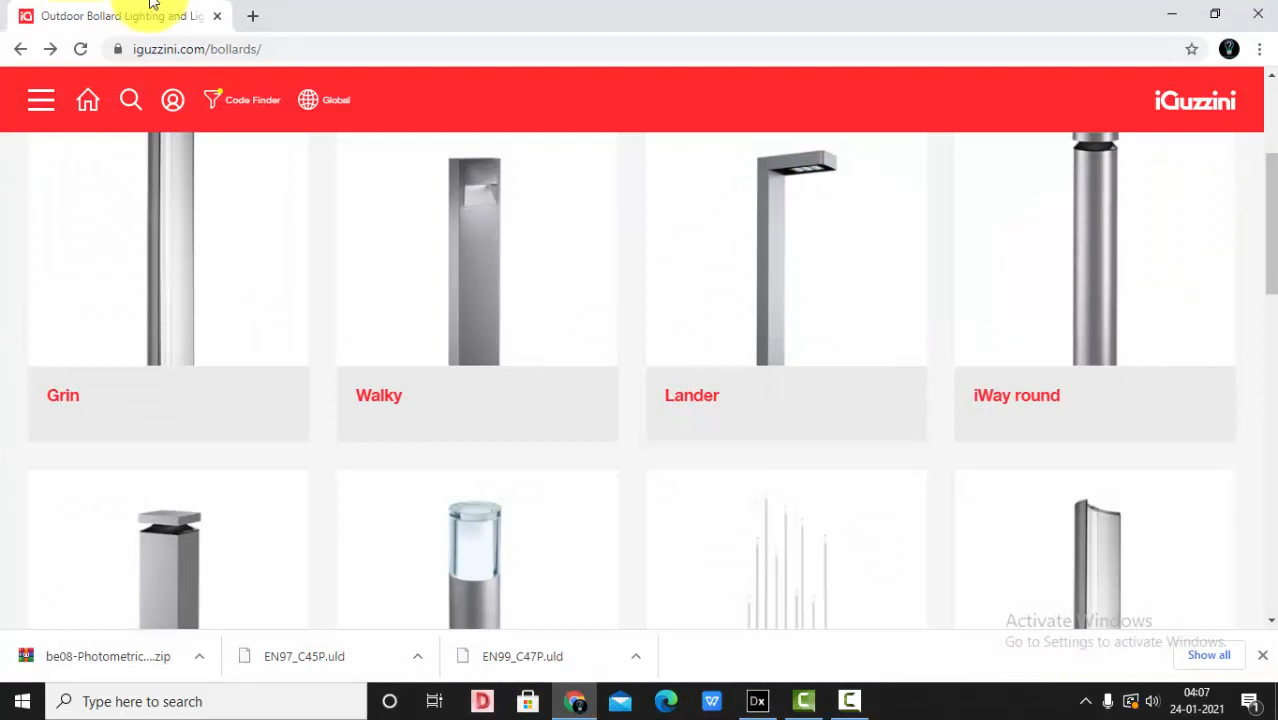 Outdoor Bollard Lighting and Lig
iguzzini.com/bollards/
Code Finder
Global
iGuzzini
Grin
Walky
Lander
iWay round
Activate Windows
Go to Settings to activate Windows.
be08-Photometric....zip
EN97_C45P.uld
EN99_C47P.uld
Show all
Type here to search
Dx
04:07
24-01-2021